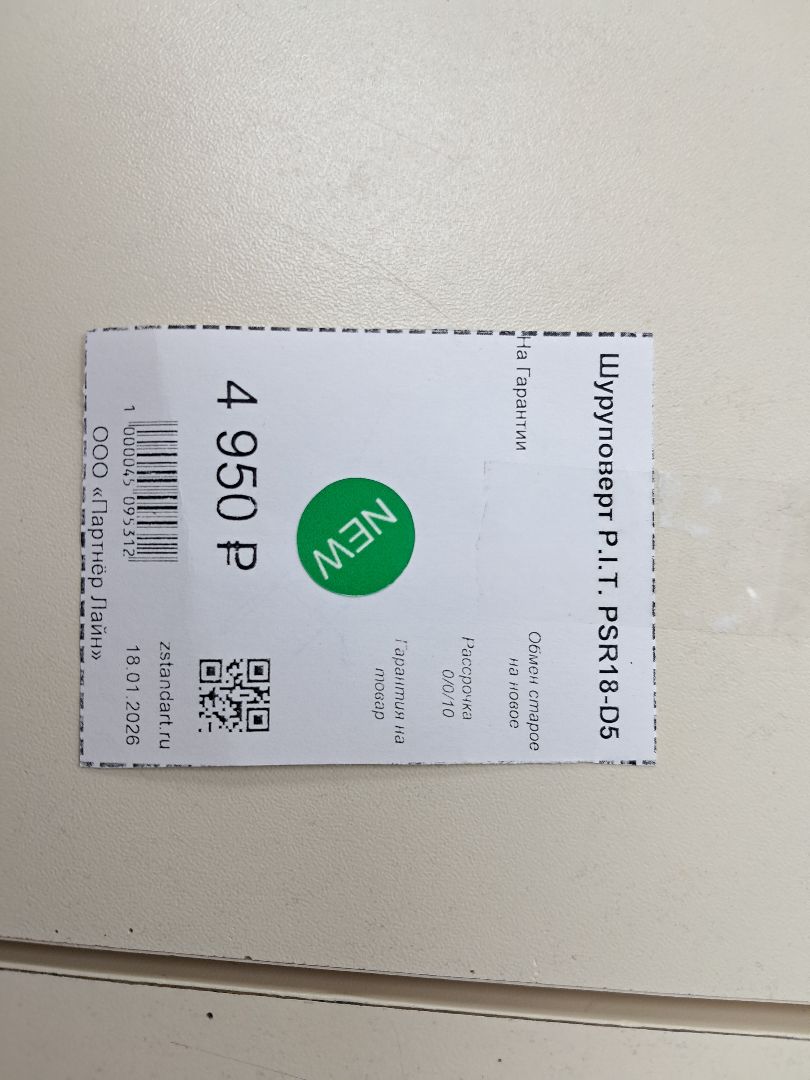 Шуруповерт P.I.T. PSR18-D5
На Гарантии
Обмен старое
на новое
Рассрочка
0/0/10
Гарантия на
товар
NEW
4 950 ₽
1 000045 095312
zstandart.ru
ООО «Партнёр Лайн»
18.01.2026